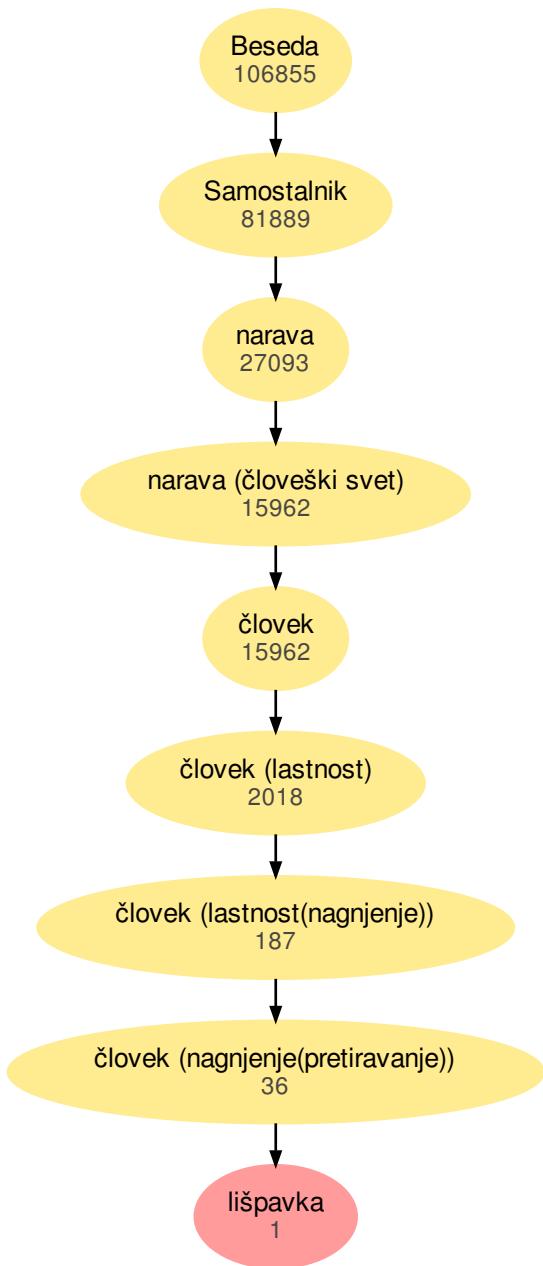 Beseda
106855
Samostalnik
81889
narava
27093
narava (človeški svet)
15962
človek
15962
človek (lastnost)
2018
človek (lastnost(nagnjenje))
187
človek (nagnjenje(pretiravanje))
36
lišpavka
1